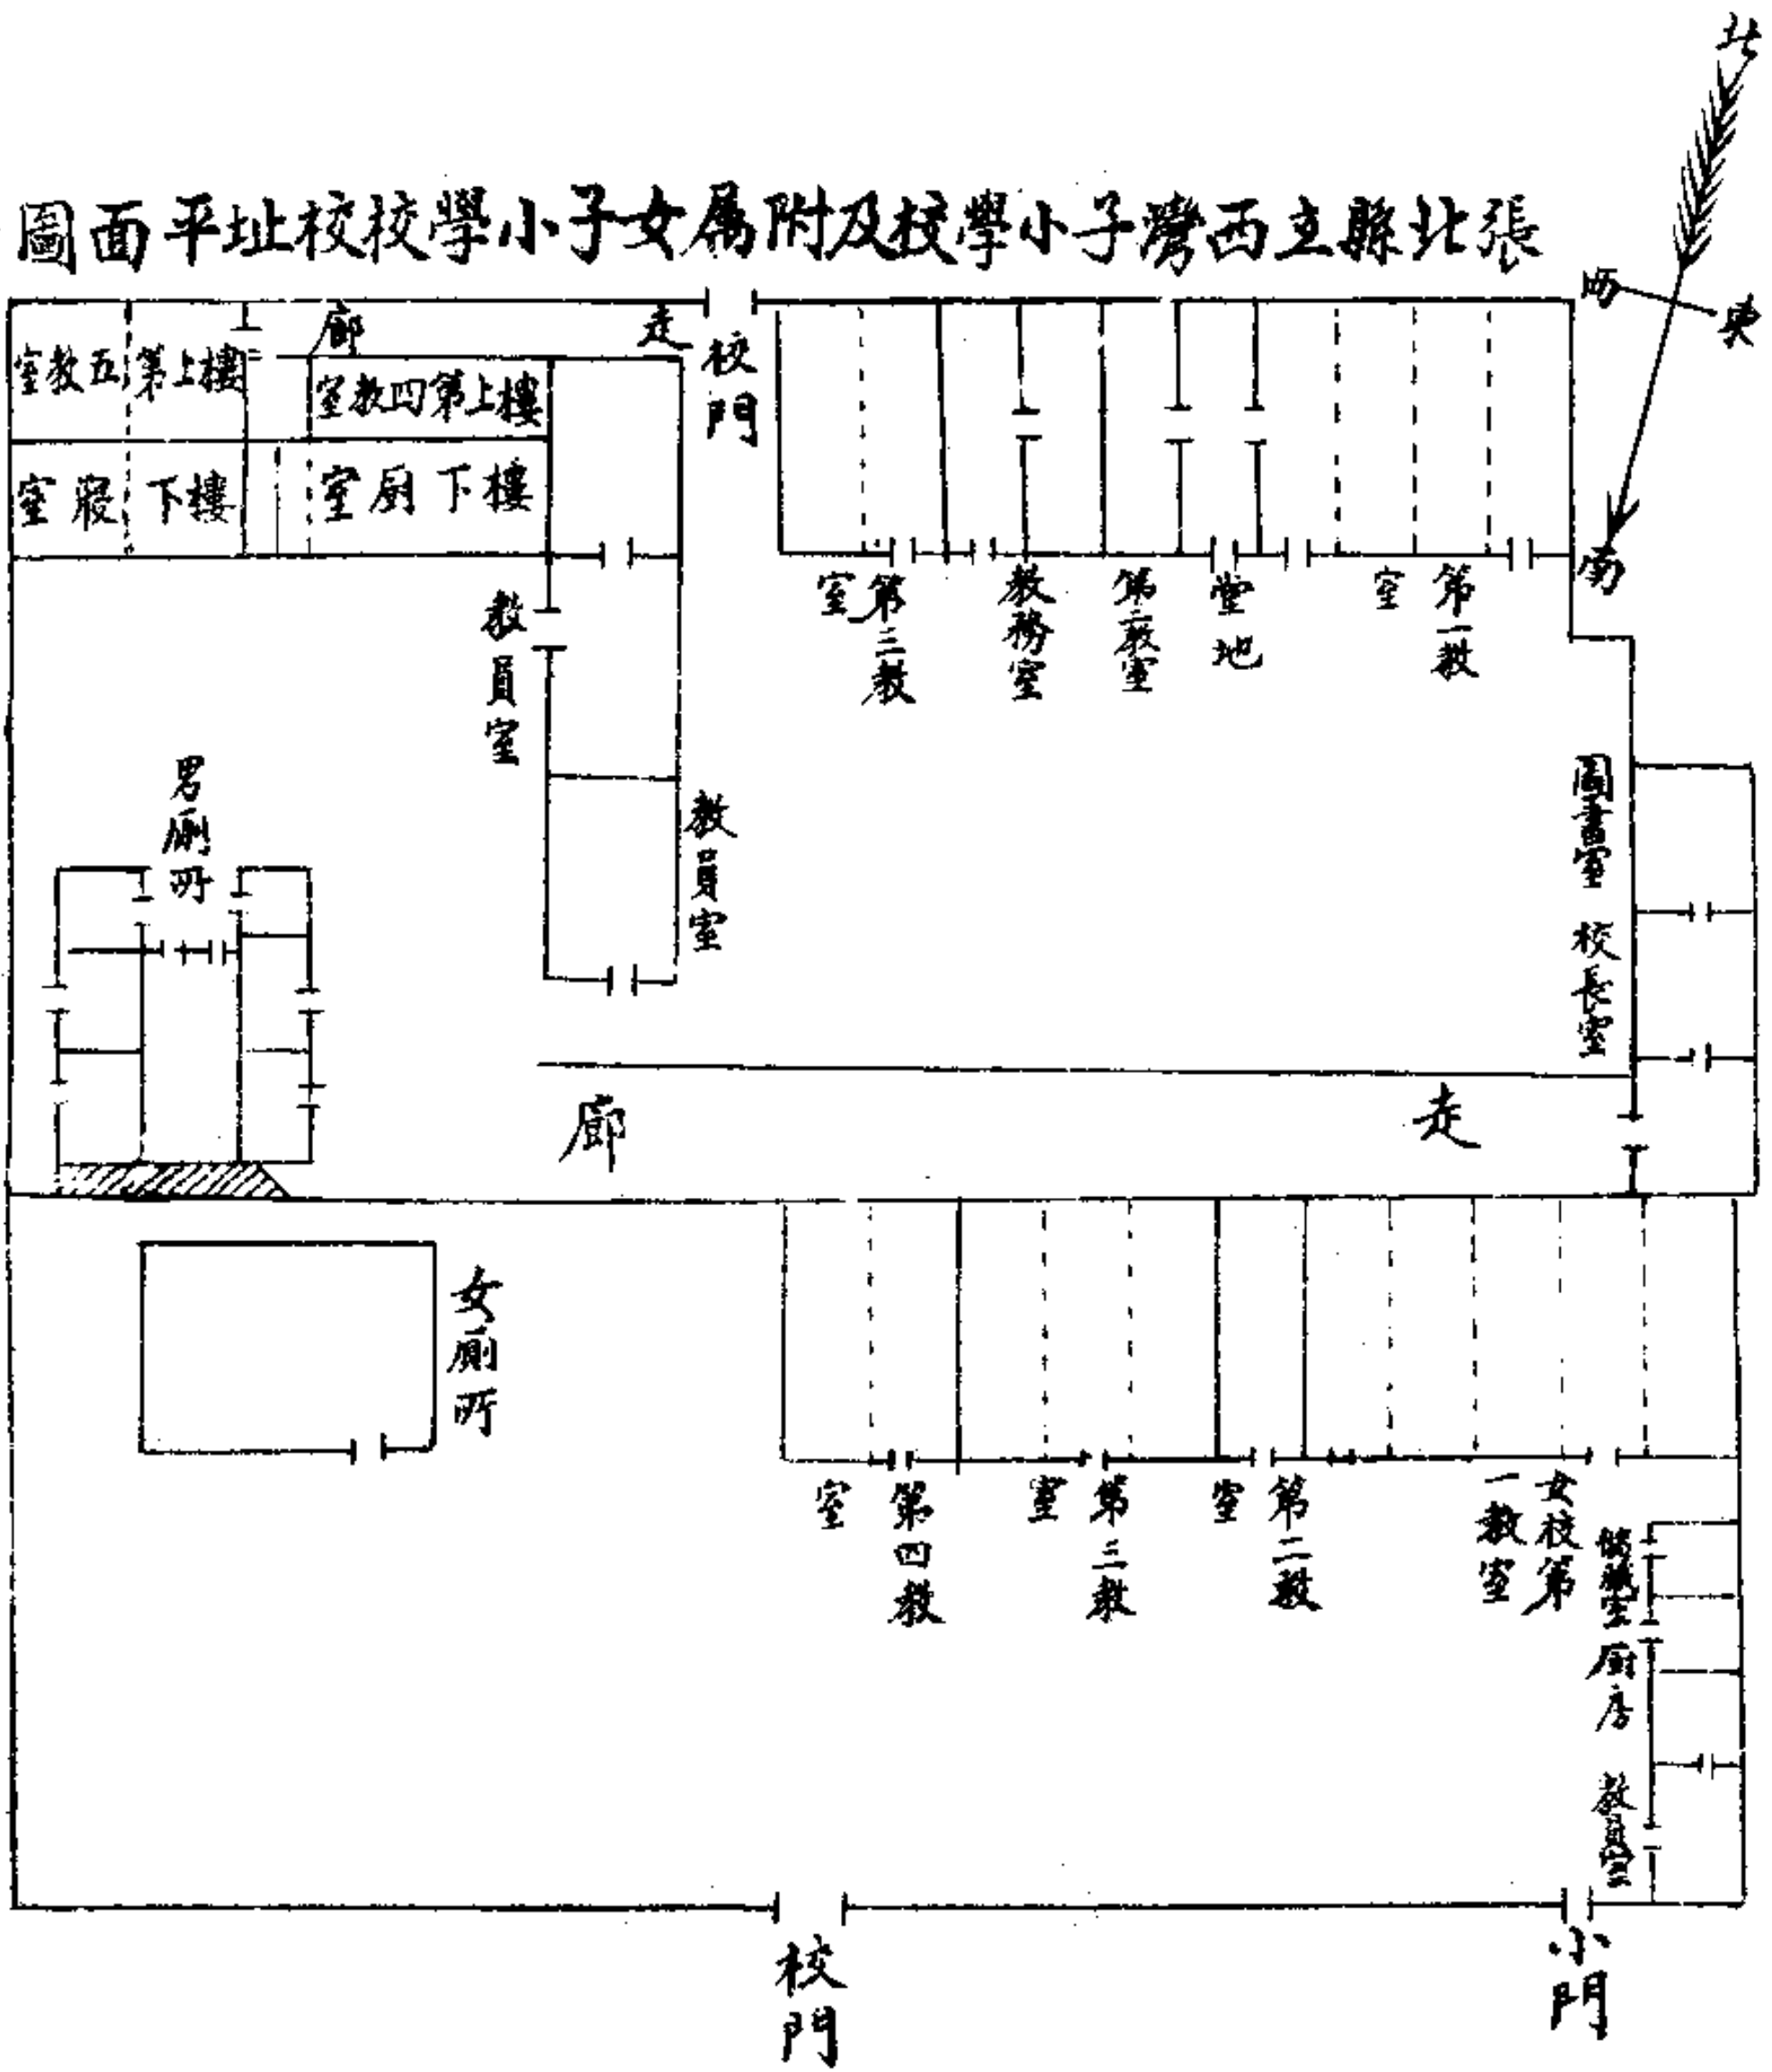 張北縣立西灣子小學校及附屬女子小學校校址平面圖
北
西
東
南
校門
走廊
樓上第四教室
樓上第五教室
樓下廚室
樓下寢室
第一教室
堂地
第二教室
教務室
第三教室
教員室
教員室
男廁所
圖書室
校長室
走廊
女廁所
女校第一教室
第二教室
第三教室
第四教室
儲藏室
廚房
教員室
校門
小門